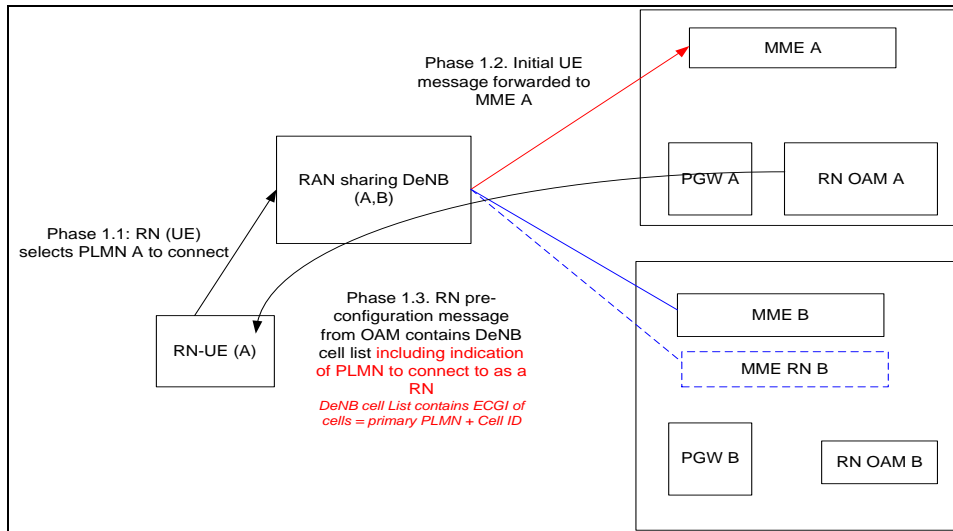 MME A
Phase 1.2. Initial UE
message forwarded to
MME A
RAN sharing DeNB
(A,B)
PGW A
RN OAM A
Phase 1.1: RN (UE)
selects PLMN A to connect
Phase 1.3. RN pre-
configuration message
from OAM contains DeNB
cell list including indication
of PLMN to connect to as a
RN
DeNB cell List contains ECGI of
cells = primary PLMN + Cell ID
RN-UE (A)
MME B
MME RN B
PGW B
RN OAM B